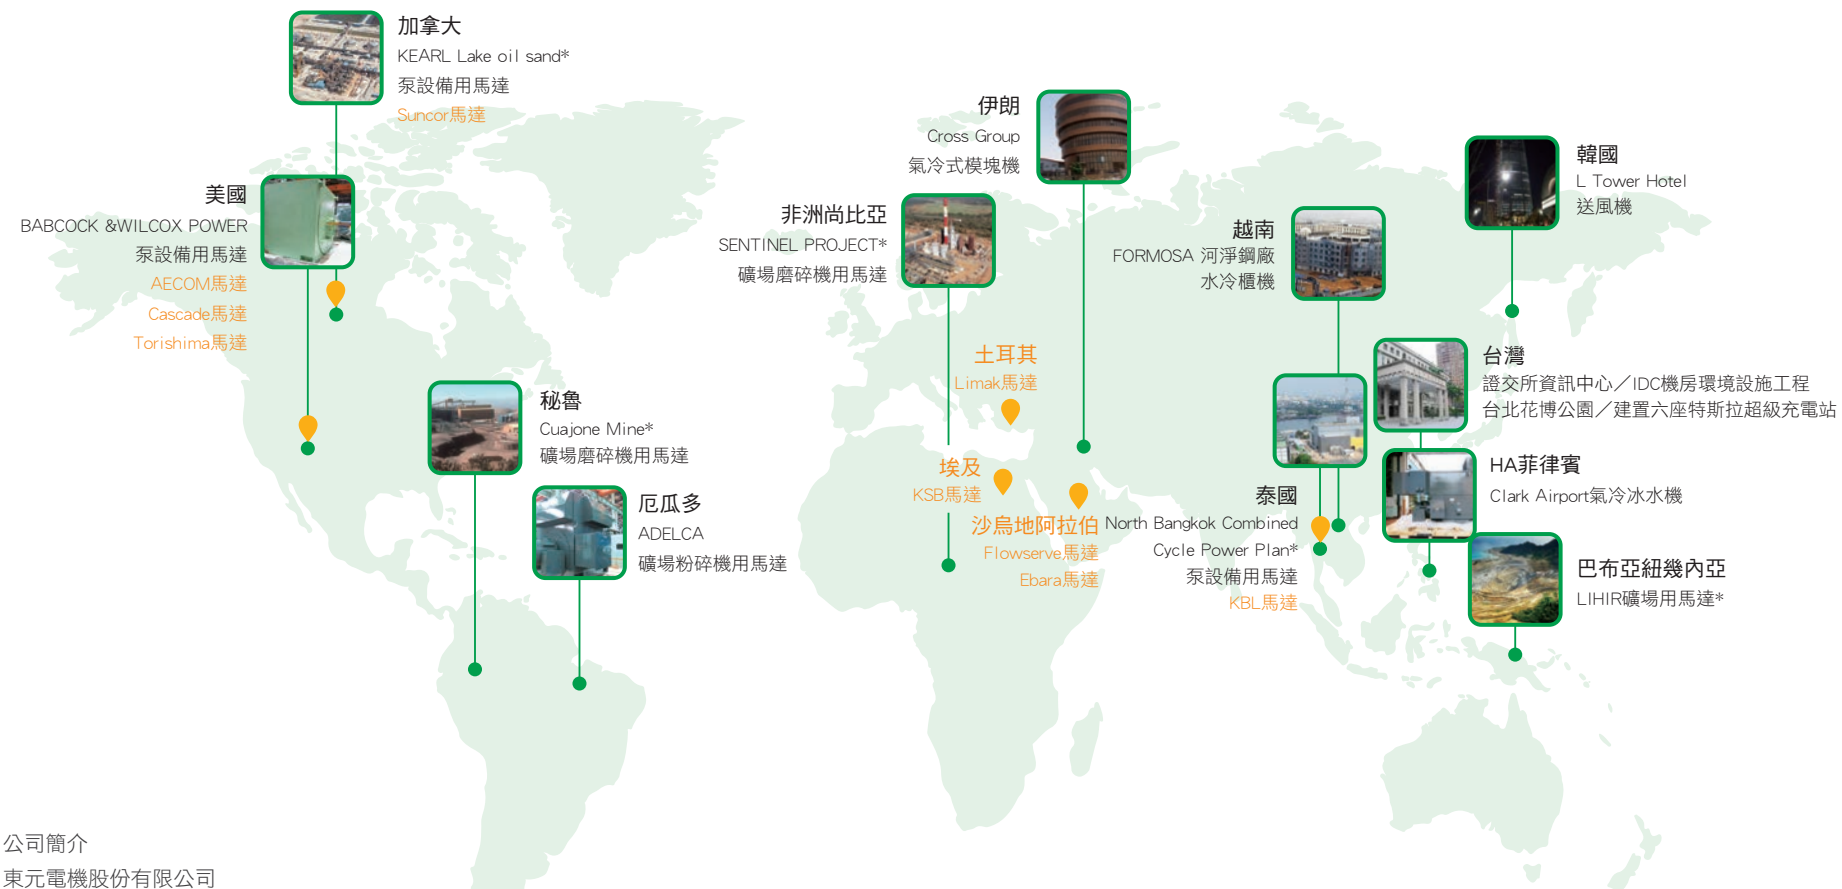 加拿大
KEARL Lake oil sand*
泵設備用馬達
Suncor馬達
美國
BABCOCK &WILCOX POWER
泵設備用馬達
AECOM馬達
Cascade馬達
Torishima馬達
秘魯
Cuajone Mine*
礦場磨碎機用馬達
厄瓜多
ADELCA
礦場粉碎機用馬達
非洲尚比亞
SENTINEL PROJECT*
礦場磨碎機用馬達
伊朗
Cross Group
氣冷式模塊機
土耳其
Limak馬達
埃及
KSB馬達
沙烏地阿拉伯
Flowserve馬達
Ebara馬達
越南
FORMOSA 河淨鋼廠
水冷櫃機
泰國
North Bangkok Combined
Cycle Power Plan*
泵設備用馬達
KBL馬達
韓國
L Tower Hotel
送風機
台灣
證交所資訊中心／IDC機房環境設施工程
台北花博公園／建置六座特斯拉超級充電站
HA菲律賓
Clark Airport氣冷冰水機
巴布亞紐幾內亞
LIHIR礦場用馬達*
公司簡介
東元電機股份有限公司